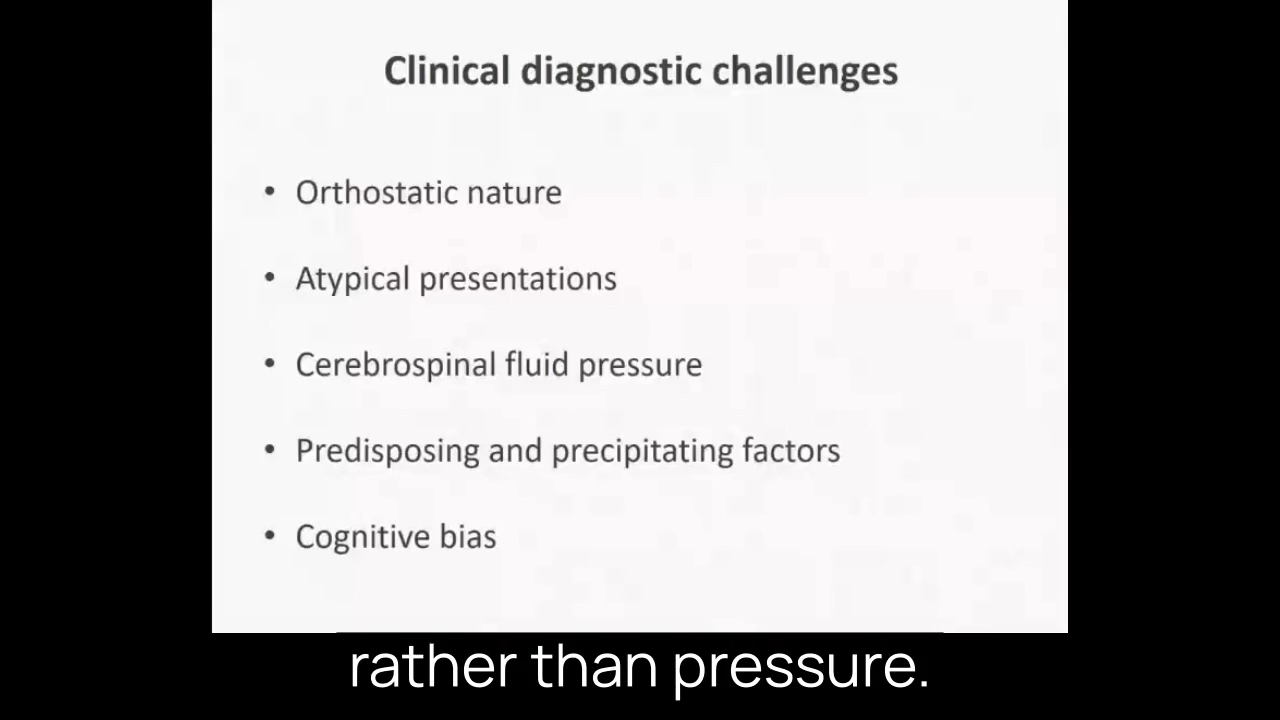 Clinical diagnostic challenges
• Orthostatic nature
• Atypical presentations
• Cerebrospinal fluid pressure
• Predisposing and precipitating factors
• Cognitive bias
rather than pressure.